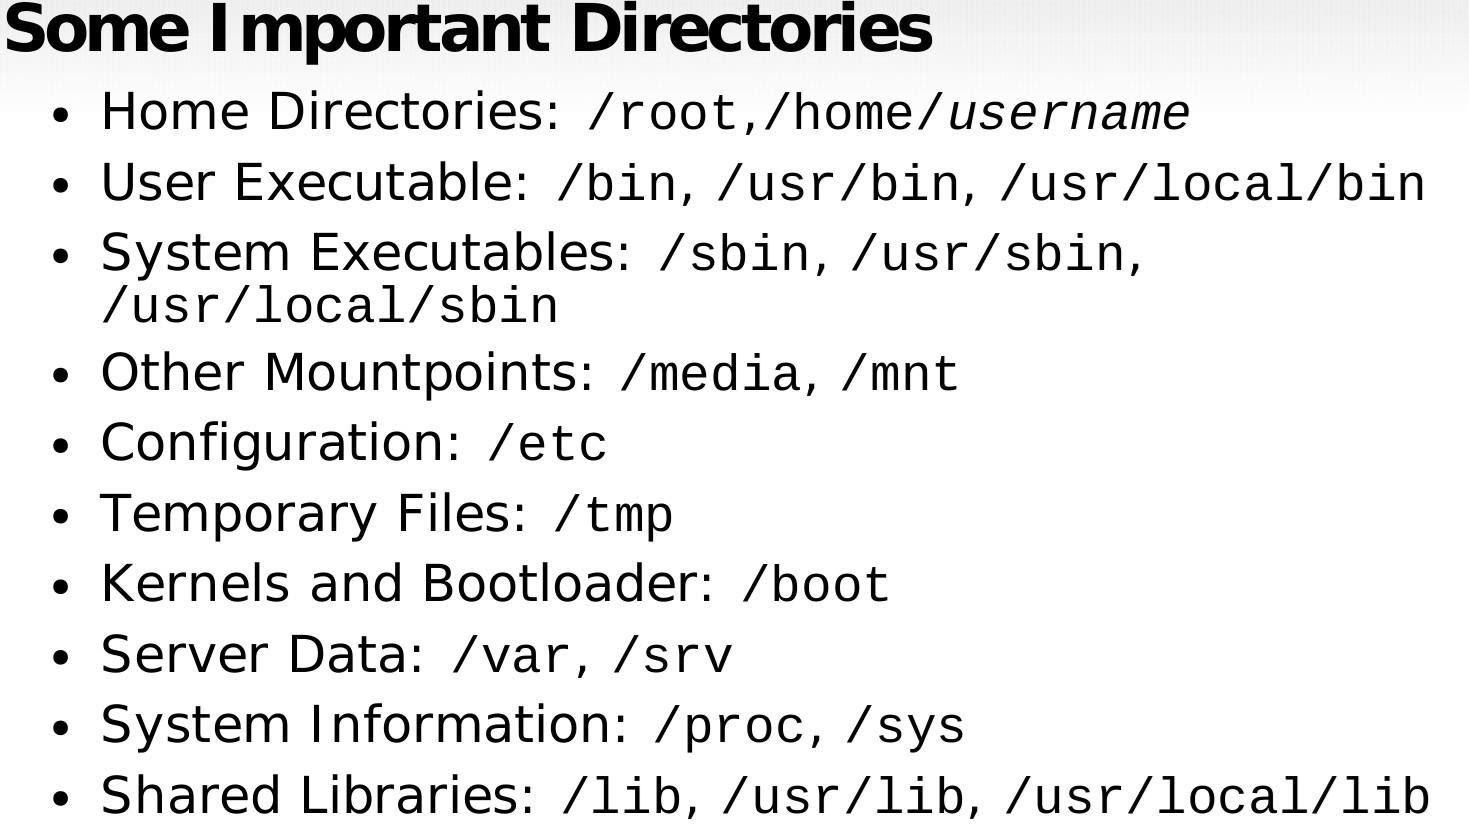 Some Important Directories
• Home Directories: /root,/home/username
• User Executable: /bin, /usr/bin, /usr/local/bin
• System Executables: /sbin, /usr/sbin,
/usr/local/sbin
• Other Mountpoints: /media, /mnt
• Configuration: /etc
• Temporary Files: /tmp
• Kernels and Bootloader: /boot
• Server Data: /var, /srv
• System Information: /proc, /sys
• Shared Libraries: /lib, /usr/lib, /usr/local/lib